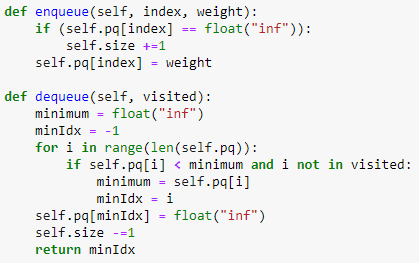 def enqueue(self, index, weight):
    if (self.pq[index] == float("inf")):
        self.size +=1
    self.pq[index] = weight

def dequeue(self, visited):
    minimum = float("inf")
    minIdx = -1
    for i in range(len(self.pq)):
        if self.pq[i] < minimum and i not in visited:
            minimum = self.pq[i]
            minIdx = i
    self.pq[minIdx] = float("inf")
    self.size -=1
    return minIdx